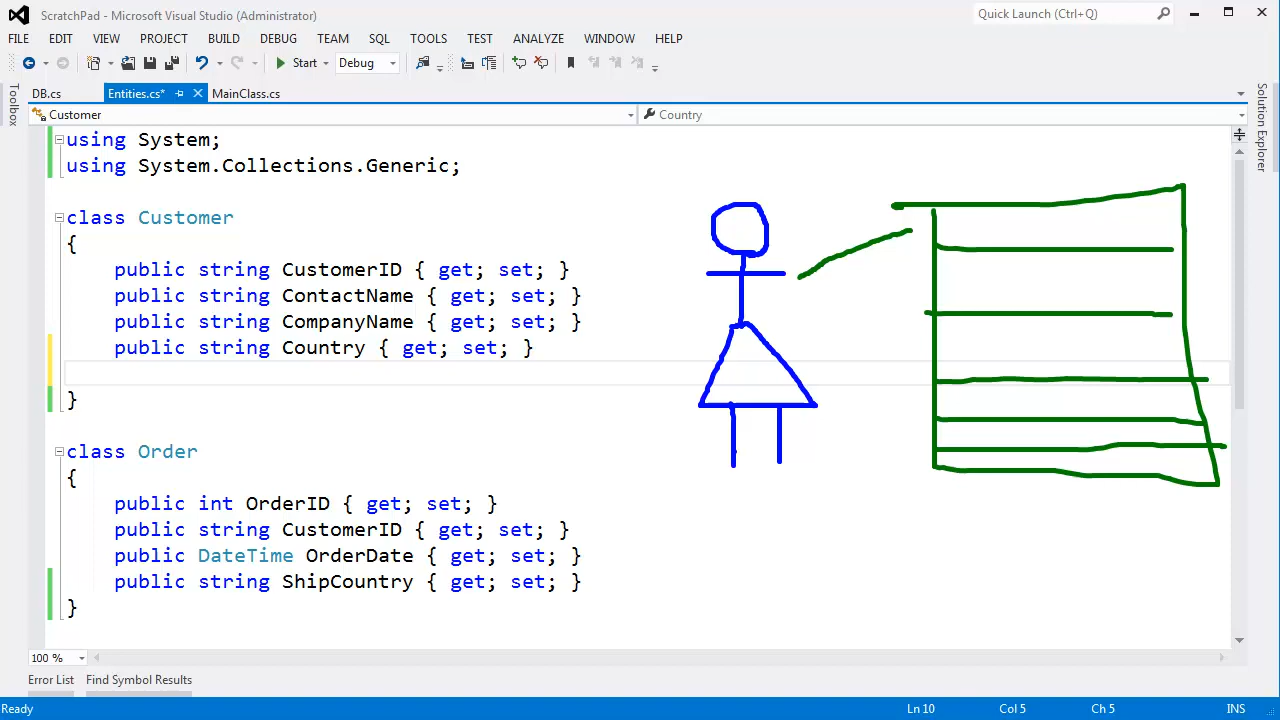 ScratchPad - Microsoft Visual Studio (Administrator)
Quick Launch (Ctrl+Q)
FILE EDIT VIEW PROJECT BUILD DEBUG TEAM SQL TOOLS TEST ANALYZE WINDOW HELP
Start Debug
Toolbox
DB.cs Entities.cs* MainClass.cs
Solution Explorer
Customer Country
using System;
using System.Collections.Generic;
class Customer
{
public string CustomerID { get; set; }
public string ContactName { get; set; }
public string CompanyName { get; set; }
public string Country { get; set; }
}
class Order
{
public int OrderID { get; set; }
public string CustomerID { get; set; }
public DateTime OrderDate { get; set; }
public string ShipCountry { get; set; }
}
100 %
Error List Find Symbol Results
Ready Ln 10 Col 5 Ch 5 INS